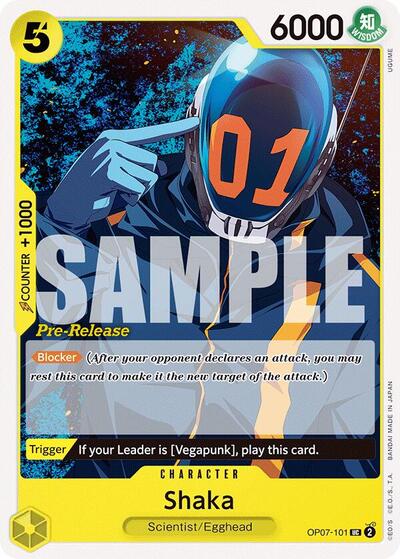 5
6000
知
WISDOM
UGUME
01
COUNTER +1000
SAMPLE
Pre-Release
Blocker (After your opponent declares an attack, you may
rest this card to make it the new target of the attack.)
Trigger If your Leader is [Vegapunk], play this card.
CHARACTER
Shaka
Scientist/Egghead
OP07-101 UC 2
©E.O/S ©E.O./S., T.A. BANDAI MADE IN JAPAN